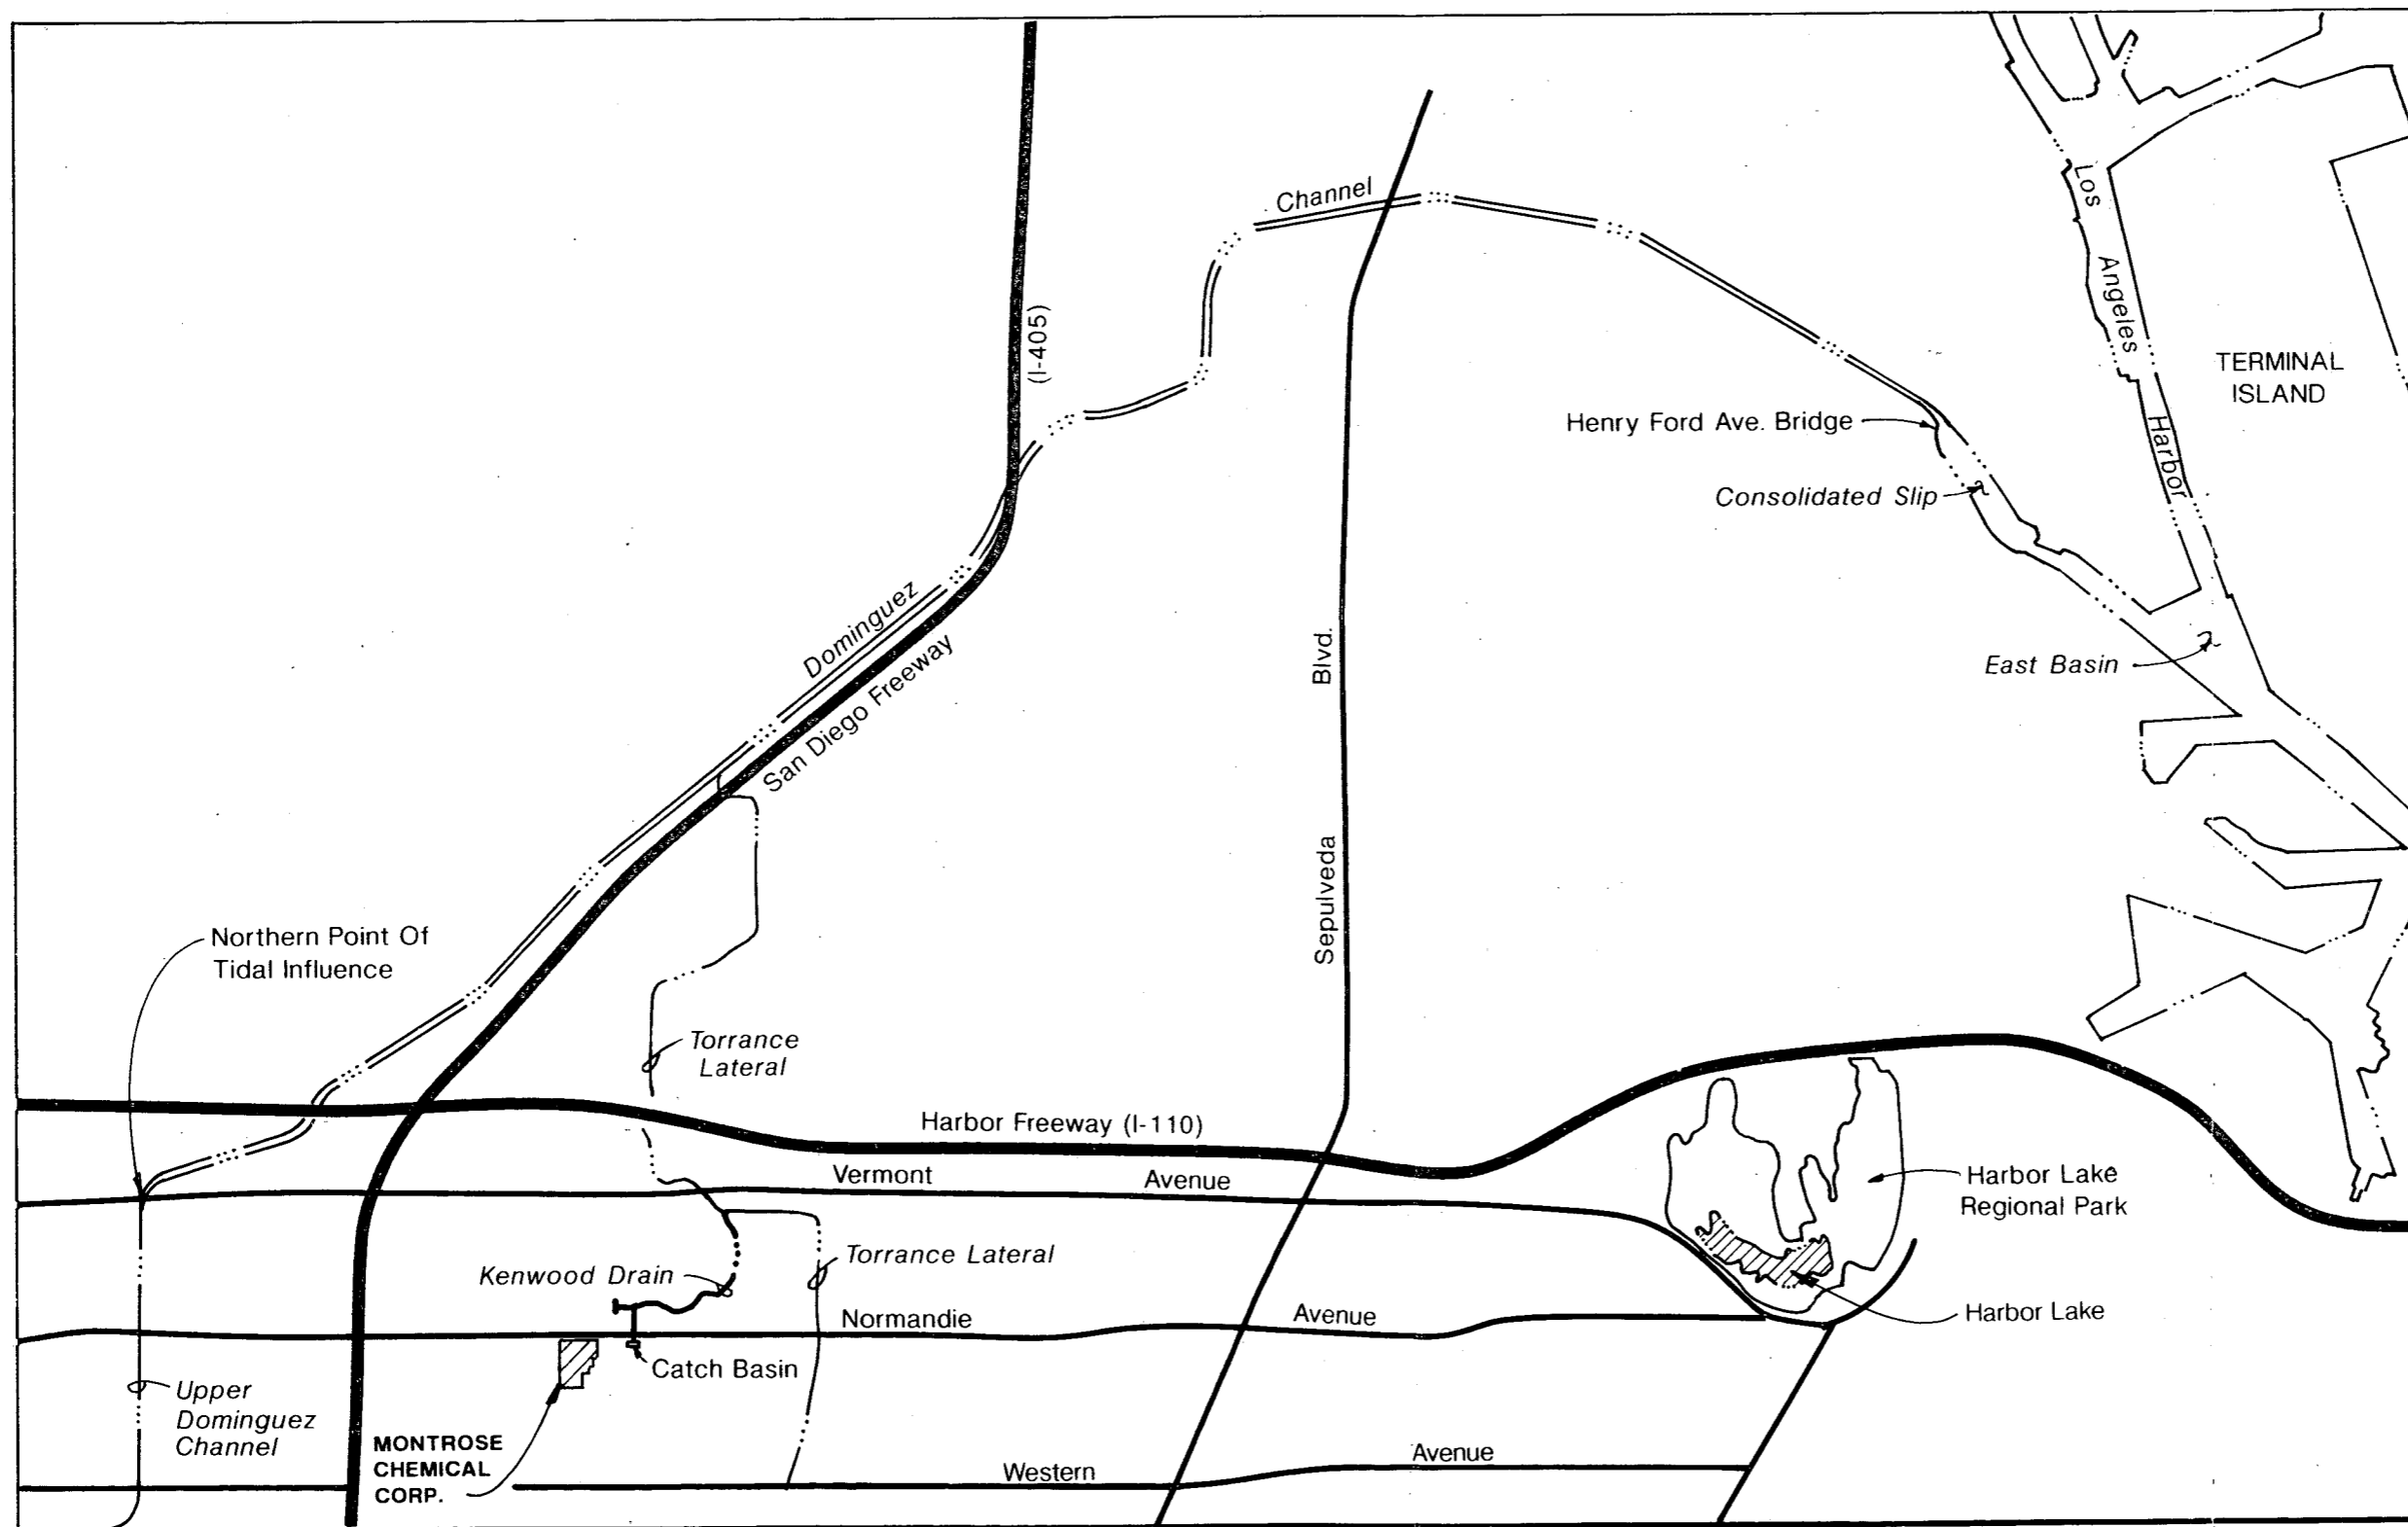 Channel
(I-405)
Los
Angeles
Harbor
TERMINAL
ISLAND
Henry Ford Ave. Bridge
Consolidated Slip
Dominguez
San Diego Freeway
Blvd.
East Basin
Sepulveda
Northern Point Of
Tidal Influence
Torrance
Lateral
Harbor Freeway (I-110)
Vermont
Avenue
Harbor Lake
Regional Park
Torrance Lateral
Kenwood Drain
Harbor Lake
Normandie
Avenue
Catch Basin
Upper
Dominguez
Channel
MONTROSE
CHEMICAL
CORP.
Western
Avenue